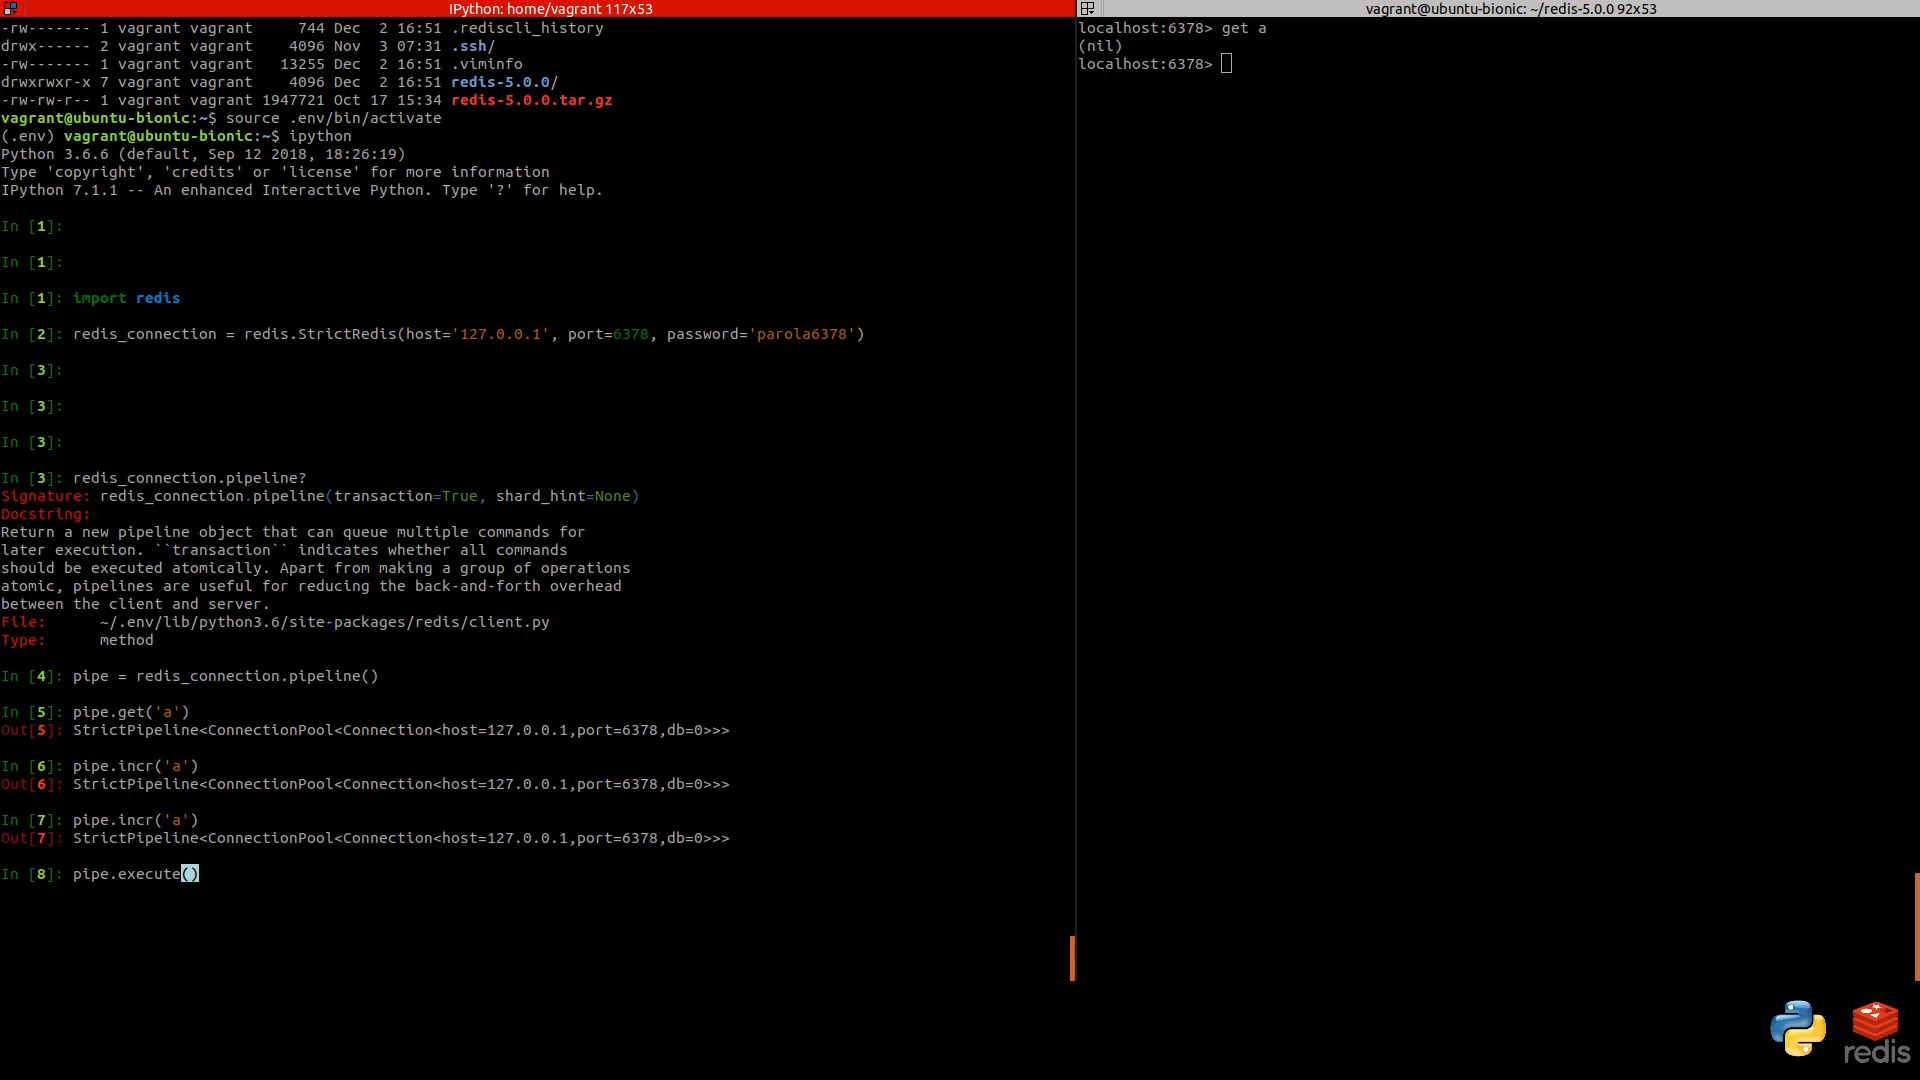 IPython: home/vagrant 117x53
-rw------- 1 vagrant vagrant     744 Dec  2 16:51 .rediscli_history
drwx------ 2 vagrant vagrant    4096 Nov  3 07:31 .ssh/
-rw------- 1 vagrant vagrant   13255 Dec  2 16:51 .viminfo
drwxrwxr-x 7 vagrant vagrant    4096 Dec  2 16:51 redis-5.0.0/
-rw-rw-r-- 1 vagrant vagrant 1947721 Oct 17 15:34 redis-5.0.0.tar.gz
vagrant@ubuntu-bionic:~$ source .env/bin/activate
(.env) vagrant@ubuntu-bionic:~$ ipython
Python 3.6.6 (default, Sep 12 2018, 18:26:19)
Type 'copyright', 'credits' or 'license' for more information
IPython 7.1.1 -- An enhanced Interactive Python. Type '?' for help.
In [1]:
In [1]:
In [1]: import redis
In [2]: redis_connection = redis.StrictRedis(host='127.0.0.1', port=6378, password='parola6378')
In [3]:
In [3]:
In [3]:
In [3]: redis_connection.pipeline?
Signature: redis_connection.pipeline(transaction=True, shard_hint=None)
Docstring:
Return a new pipeline object that can queue multiple commands for
later execution. ``transaction`` indicates whether all commands
should be executed atomically. Apart from making a group of operations
atomic, pipelines are useful for reducing the back-and-forth overhead
between the client and server.
File:      ~/.env/lib/python3.6/site-packages/redis/client.py
Type:      method
In [4]: pipe = redis_connection.pipeline()
In [5]: pipe.get('a')
Out[5]: StrictPipeline<ConnectionPool<Connection<host=127.0.0.1,port=6378,db=0>>>
In [6]: pipe.incr('a')
Out[6]: StrictPipeline<ConnectionPool<Connection<host=127.0.0.1,port=6378,db=0>>>
In [7]: pipe.incr('a')
Out[7]: StrictPipeline<ConnectionPool<Connection<host=127.0.0.1,port=6378,db=0>>>
In [8]: pipe.execute()
vagrant@ubuntu-bionic: ~/redis-5.0.0 92x53
localhost:6378> get a
(nil)
localhost:6378>
redis